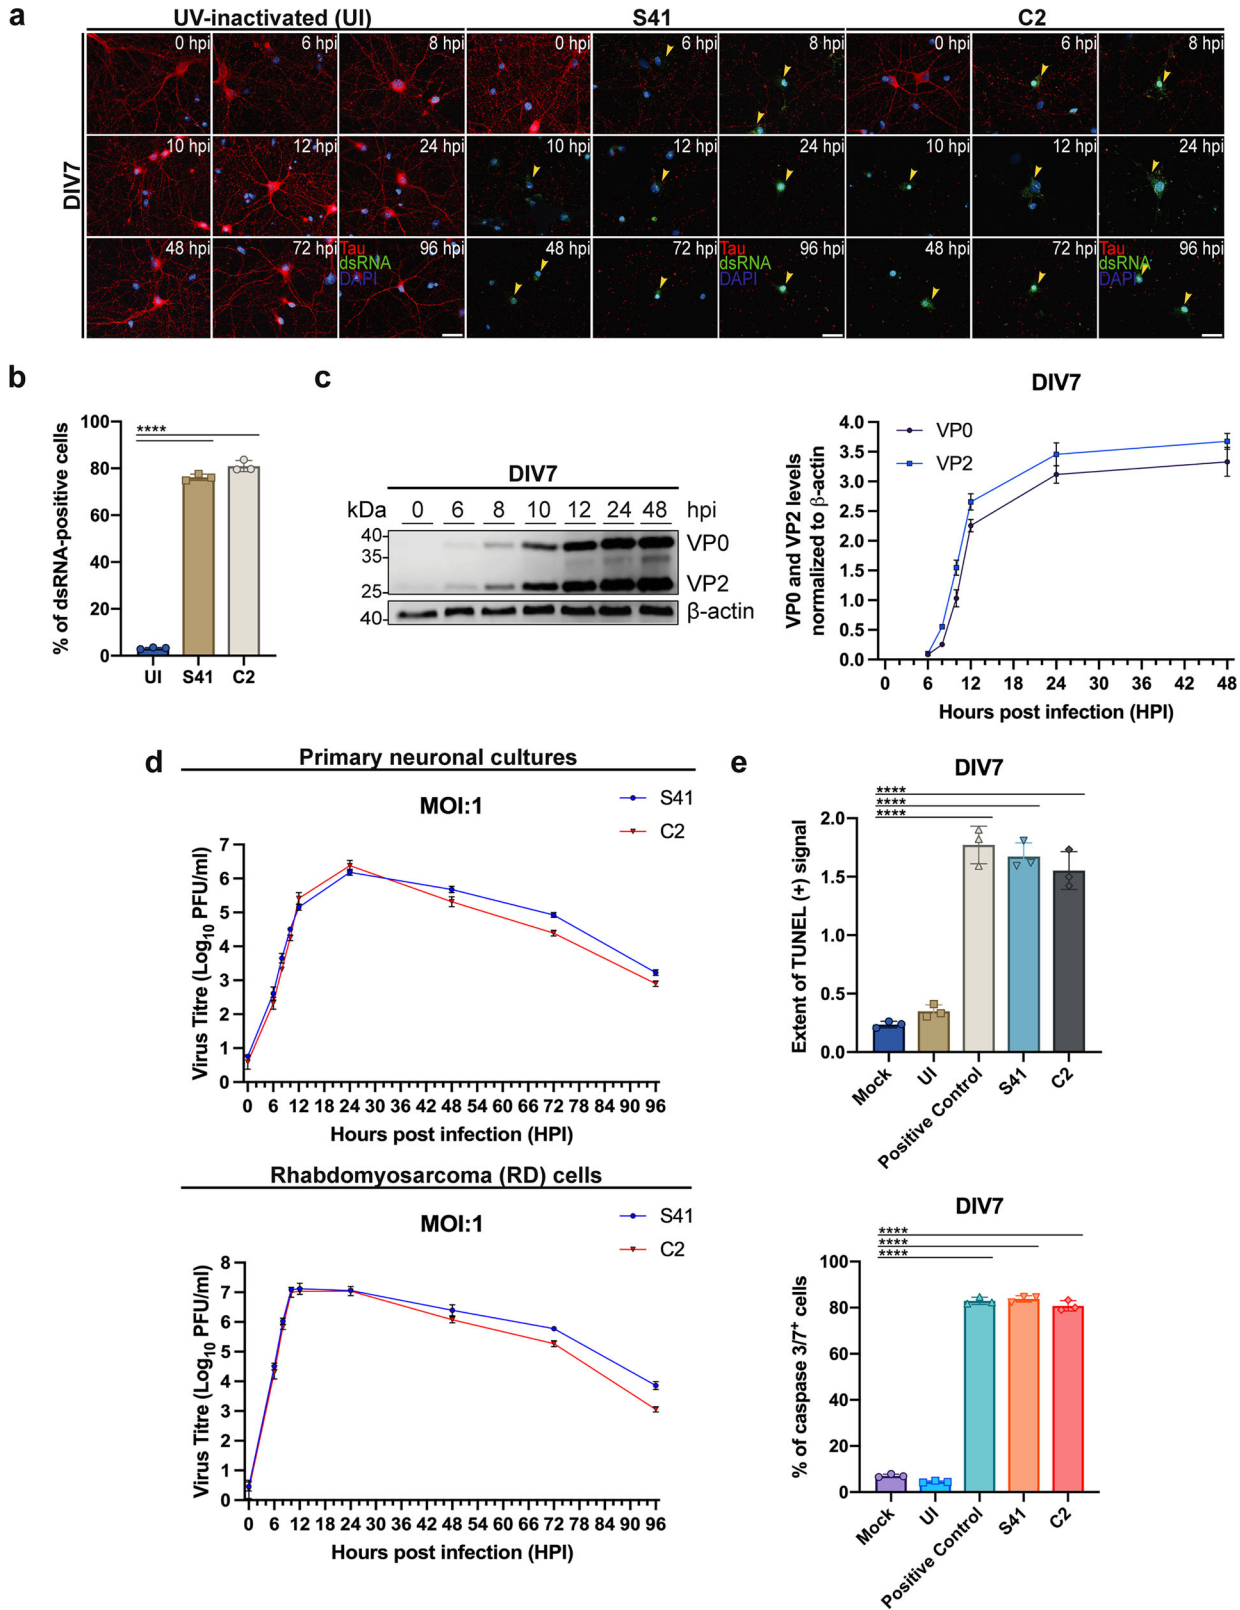 a
UV-inactivated (UI) S41 C2
DIV7
0 hpi 6 hpi 8 hpi 0 hpi 6 hpi 8 hpi 0 hpi 6 hpi 8 hpi
10 hpi 12 hpi 24 hpi 10 hpi 12 hpi 24 hpi 10 hpi 12 hpi 24 hpi
48 hpi 72 hpi Tau 96 hpi 48 hpi 72 hpi Tau 96 hpi 48 hpi 72 hpi Tau 96 hpi
dsRNA dsRNA dsRNA
DAPI DAPI DAPI
b
% of dsRNA-positive cells
100
80
60
40
20
0
****
UI S41 C2
c
DIV7
kDa 0 6 8 10 12 24 48 hpi
40
35
25
40
VP0
VP2
β-actin
DIV7
VP0
VP2
VP0 and VP2 levels
normalized to β-actin
4.0
3.5
3.0
2.5
2.0
1.5
1.0
0.5
0.0
0 6 12 18 24 30 36 42 48
Hours post infection (HPI)
d
Primary neuronal cultures
MOI:1
S41
C2
Virus Titre (Log10 PFU/ml)
7
6
5
4
3
2
1
0
0 6 12 18 24 30 36 42 48 54 60 66 72 78 84 90 96
Hours post infection (HPI)
Rhabdomyosarcoma (RD) cells
MOI:1
S41
C2
Virus Titre (Log10 PFU/ml)
8
7
6
5
4
3
2
1
0
0 6 12 18 24 30 36 42 48 54 60 66 72 78 84 90 96
Hours post infection (HPI)
e
DIV7
****
****
****
Extent of TUNEL (+) signal
2.0
1.5
1.0
0.5
0.0
Mock UI Positive Control S41 C2
DIV7
****
****
****
% of caspase 3/7+ cells
100
80
60
40
20
0
Mock UI Positive Control S41 C2